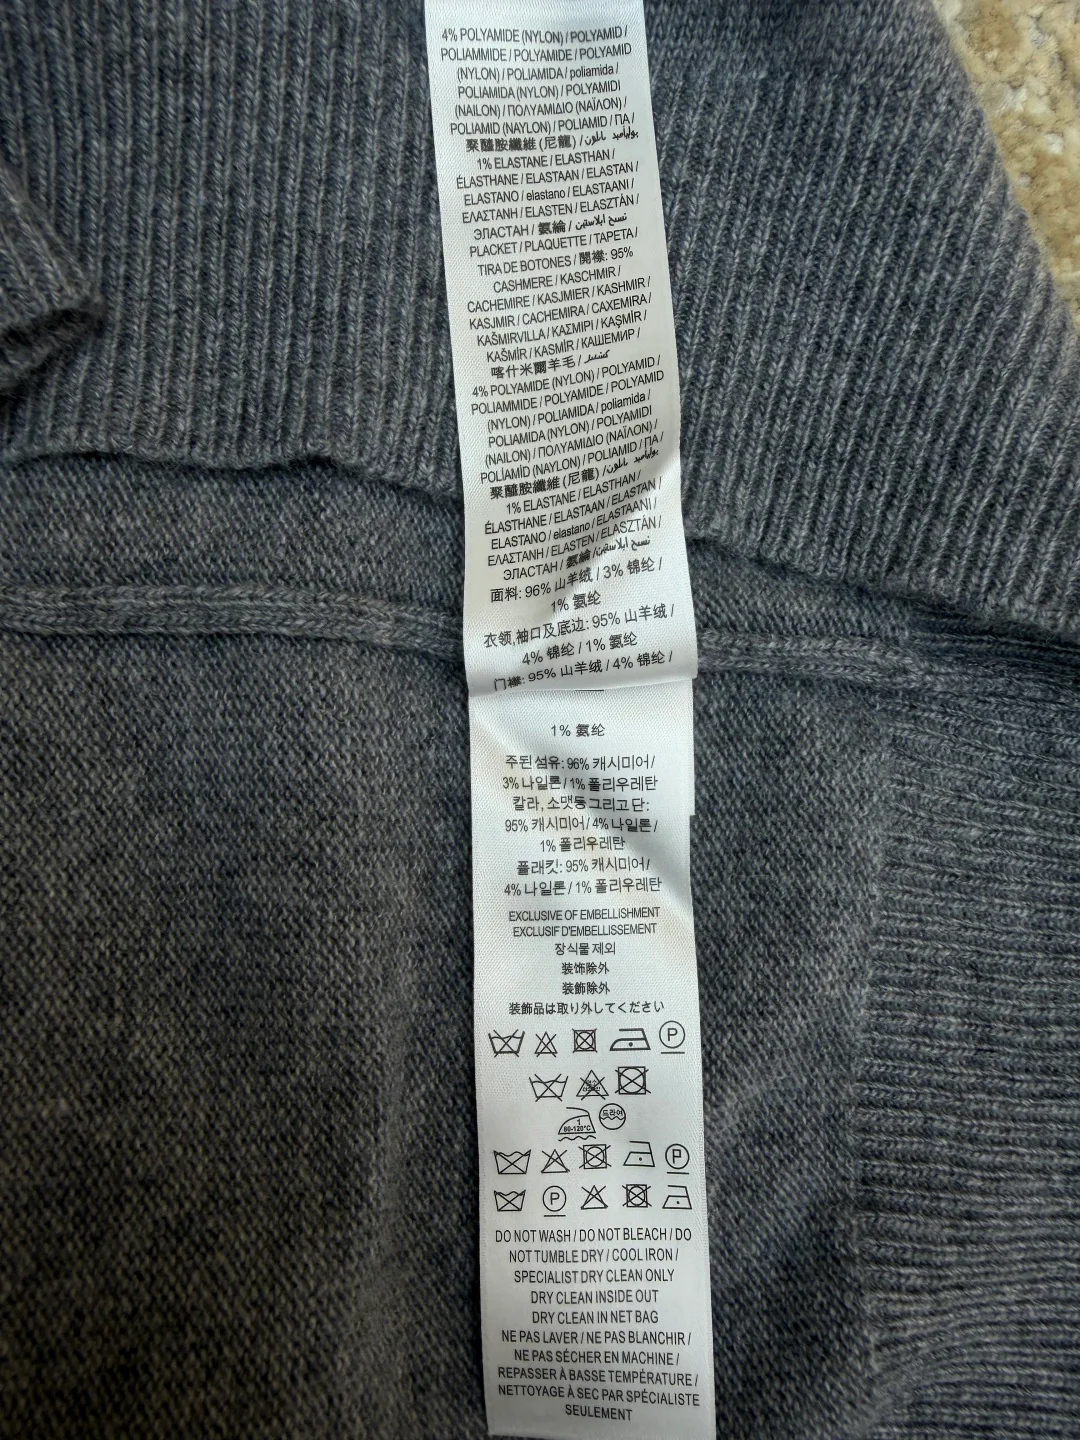 4% POLYAMIDE (NYLON) / POLYAMID /
POLIAMMIDE / POLYAMIDE / POLYAMID
(NYLON) / POLIAMIDA / poliamida /
POLIAMIDA (NYLON) / POLYAMIDI
(NAILON) / ΠΟΛΥΑΜΙΔΙΟ (ΝΑΪΛΟΝ) /
POLIAMID (NAYLON) / POLIAMID / ПА /
聚醯胺纖維 (尼龍) / بولياميد نايلون /
1% ELASTANE / ELASTHAN /
ÉLASTHANE / ELASTAAN / ELASTAN /
ELASTANO / elastano / ELASTAANI /
ΕΛΑΣΤΑΝΗ / ELASTEN / ELASZTÁN /
ЭЛАСТАН / 氨綸 / نسيج ايلاستين /
PLACKET / PLAQUETTE / TAPETA /
TIRA DE BOTONES / 開襟: 95%
CASHMERE / KASCHMIR /
CACHEMIRE / KASJMIER / KASHMIR /
KASJMIR / CACHEMIRA / CAXEMIRA /
KAŠMIRVILLA / ΚΑΣΜΙΡΙ / KAŞMİR /
KAŠMÍR / KASMÍR / КАШЕМИР /
喀什米爾羊毛 / كشمير
4% POLYAMIDE (NYLON) / POLYAMID /
POLIAMMIDE / POLYAMIDE / POLYAMID
(NYLON) / POLIAMIDA / poliamida /
POLIAMIDA (NYLON) / POLYAMIDI
(NAILON) / ΠΟΛΥΑΜΙΔΙΟ (ΝΑΪΛΟΝ) /
POLİAMİD (NAYLON) / POLIAMID / ПА /
聚醯胺纖維 (尼龍) / بولياميد نايلون /
1% ELASTANE / ELASTHAN /
ÉLASTHANE / ELASTAAN / ELASTAN /
ELASTANO / elastano / ELASTAANI /
ΕΛΑΣΤΑΝΗ / ELASTEN / ELASZTÁN /
ЭЛАСТАН / 氨綸 / نسيج ايلاستين
面料: 96% 山羊绒 / 3% 锦纶 /
1% 氨纶
衣领,袖口及底边: 95% 山羊绒 /
4% 锦纶 / 1% 氨纶
门襟: 95% 山羊绒 / 4% 锦纶 /
1% 氨纶
주된 섬유: 96% 캐시미어 /
3% 나일론 / 1% 폴리우레탄
칼라, 소맷동 그리고 단:
95% 캐시미어 / 4% 나일론 /
1% 폴리우레탄
플래킷: 95% 캐시미어 /
4% 나일론 / 1% 폴리우레탄
EXCLUSIVE OF EMBELLISHMENT
EXCLUSIF D'EMBELLISSEMENT
장식물 제외
装饰除外
裝飾除外
装飾品は取り外してください
P
염소
1 드라이
80-120°C
P
P
DO NOT WASH / DO NOT BLEACH / DO
NOT TUMBLE DRY / COOL IRON /
SPECIALIST DRY CLEAN ONLY
DRY CLEAN INSIDE OUT
DRY CLEAN IN NET BAG
NE PAS LAVER / NE PAS BLANCHIR /
NE PAS SÉCHER EN MACHINE /
REPASSER À BASSE TEMPÉRATURE /
NETTOYAGE À SEC PAR SPÉCIALISTE
SEULEMENT